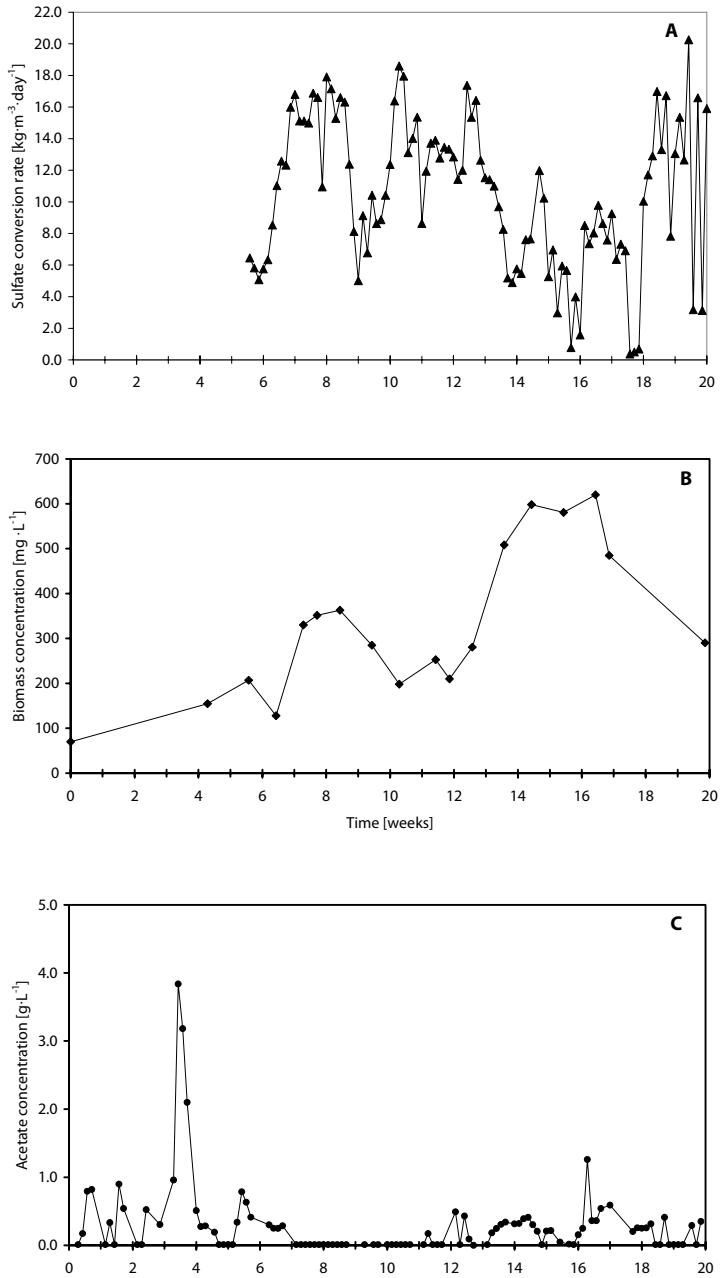 A
Sulfate conversion rate [kg·m⁻³·day⁻¹]
22.0
20.0
18.0
16.0
14.0
12.0
10.0
8.0
6.0
4.0
2.0
0.0
0 2 4 6 8 10 12 14 16 18 20
B
Biomass concentration [mg·L⁻¹]
700
600
500
400
300
200
100
0
0 2 4 6 8 10 12 14 16 18 20
Time [weeks]
C
Acetate concentration [g·L⁻¹]
5.0
4.0
3.0
2.0
1.0
0.0
0 2 4 6 8 10 12 14 16 18 20